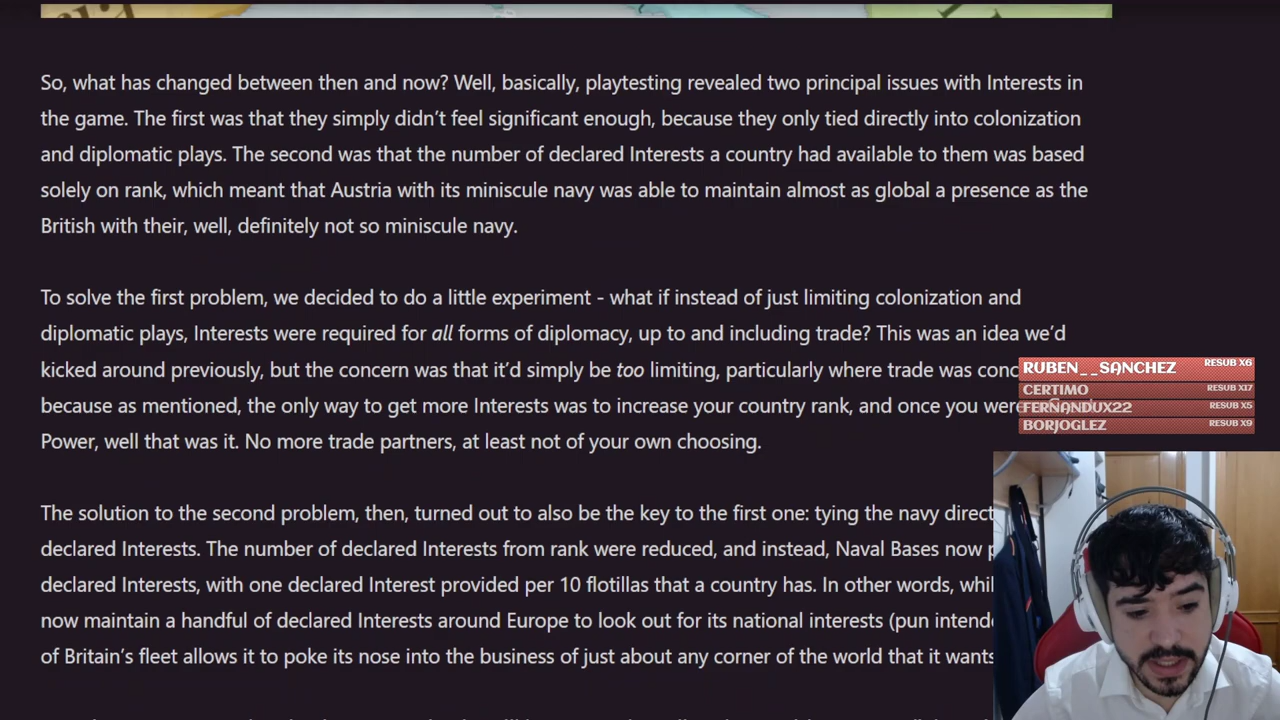 So, what has changed between then and now? Well, basically, playtesting revealed two principal issues with Interests in
the game. The first was that they simply didn’t feel significant enough, because they only tied directly into colonization
and diplomatic plays. The second was that the number of declared Interests a country had available to them was based
solely on rank, which meant that Austria with its miniscule navy was able to maintain almost as global a presence as the
British with their, well, definitely not so miniscule navy.
To solve the first problem, we decided to do a little experiment - what if instead of just limiting colonization and
diplomatic plays, Interests were required for all forms of diplomacy, up to and including trade? This was an idea we’d
kicked around previously, but the concern was that it’d simply be too limiting, particularly where trade was conc
because as mentioned, the only way to get more Interests was to increase your country rank, and once you were
Power, well that was it. No more trade partners, at least not of your own choosing.
The solution to the second problem, then, turned out to also be the key to the first one: tying the navy direct
declared Interests. The number of declared Interests from rank were reduced, and instead, Naval Bases now
declared Interests, with one declared Interest provided per 10 flotillas that a country has. In other words,
now maintain a handful of declared Interests around Europe to look out for its national interests (pun
of Britain’s fleet allows it to poke its nose into the business of just about any corner of the world that it wants
RUBEN__SANCHEZ RESUB X6
CERTIMO RESUB X17
FERNANDUX22 RESUB X5
BORJOGLEZ RESUB X9